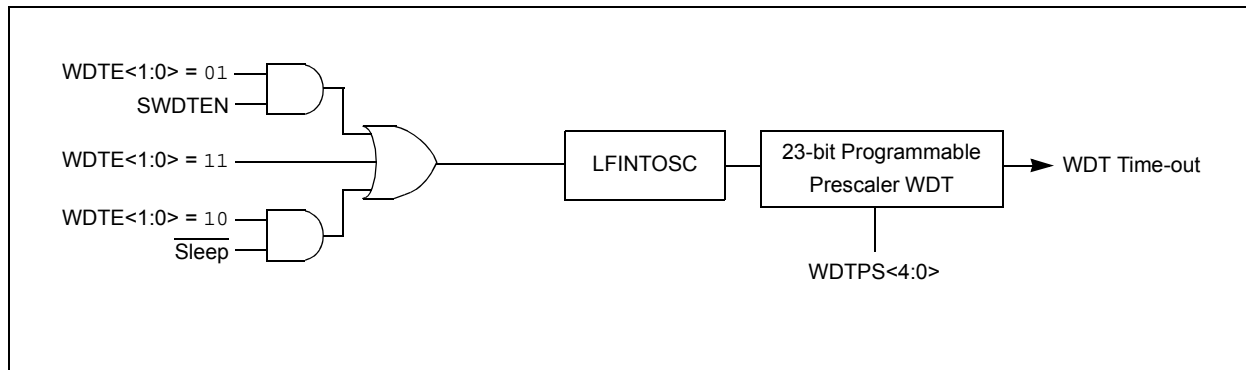 WDTE<1:0> = 01
SWDTEN
WDTE<1:0> = 11
WDTE<1:0> = 10
Sleep
LFINTOSC
23-bit Programmable
Prescaler WDT
WDT Time-out
WDTPS<4:0>